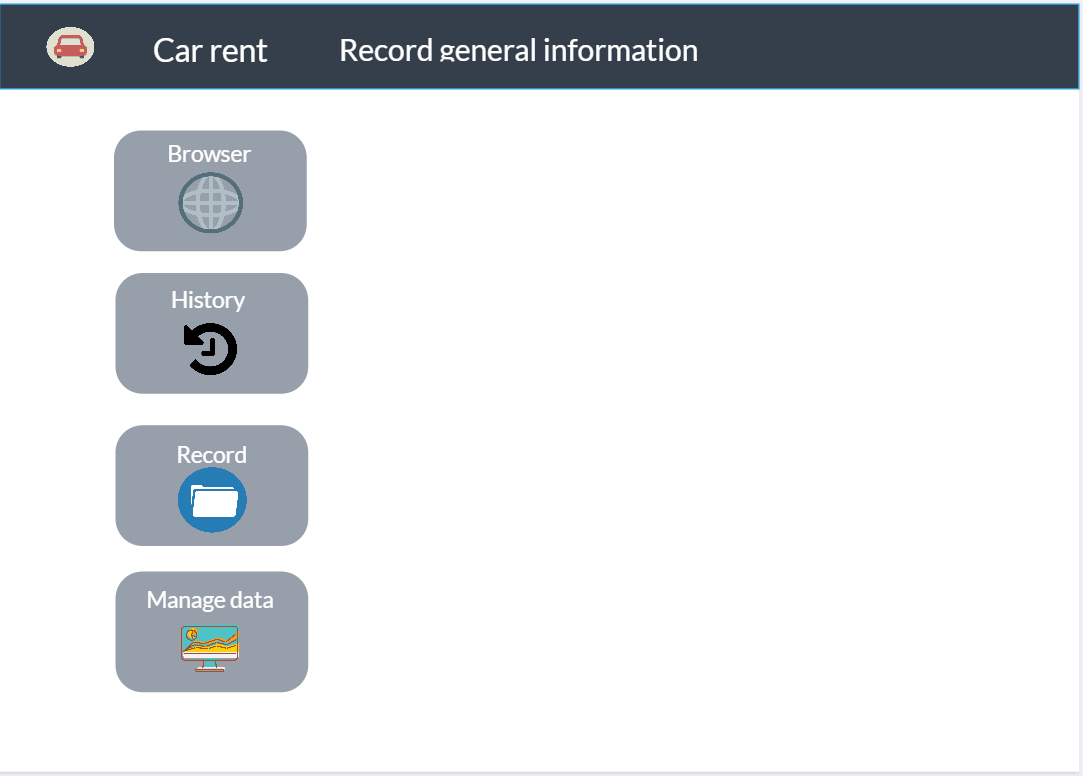 Car rent
Record general information
Browser
History
Record
Manage data